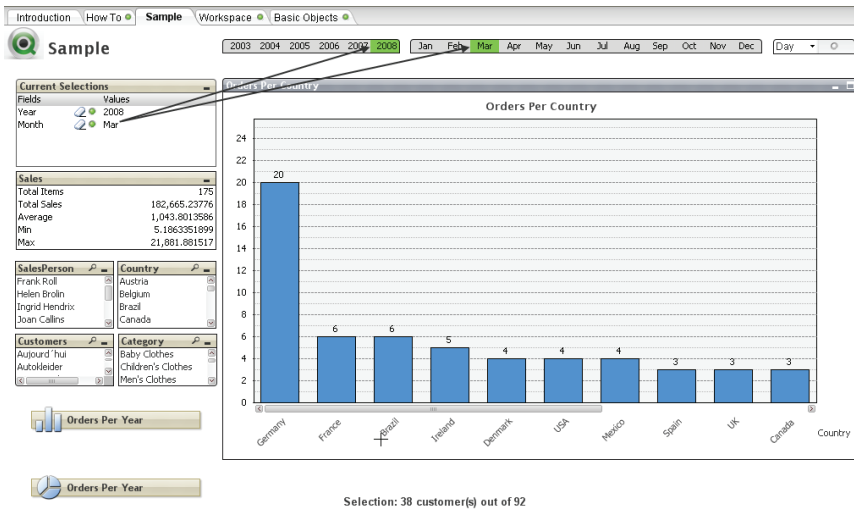 Introduction How To Sample Workspace Basic Objects
Sample
2003 2004 2005 2006 2007 2008 Jan Feb Mar Apr May Jun Jul Aug Sep Oct Nov Dec Day
Current Selections
Fields Values
Year 2008
Month Mar
Sales
Total Items 175
Total Sales 182,665.23776
Average 1,043.8013586
Min 5.1863351899
Max 21,881.881517
SalesPerson
Frank Roll
Helen Brolin
Ingrid Hendrix
Joan Callins
Country
Austria
Belgium
Brazil
Canada
Customers
Aujourd´hui
Autokleider
Category
Baby Clothes
Children's Clothes
Men's Clothes
Orders Per Year
Orders Per Year
Orders Per Country
Orders Per Country
24
22
20
18
16
14
12
10
8
6
4
2
0
20 6 6 5 4 4 4 3 3 3
Germany France Brazil Ireland Denmark USA Mexico Spain UK Canada
Country
Selection: 38 customer(s) out of 92